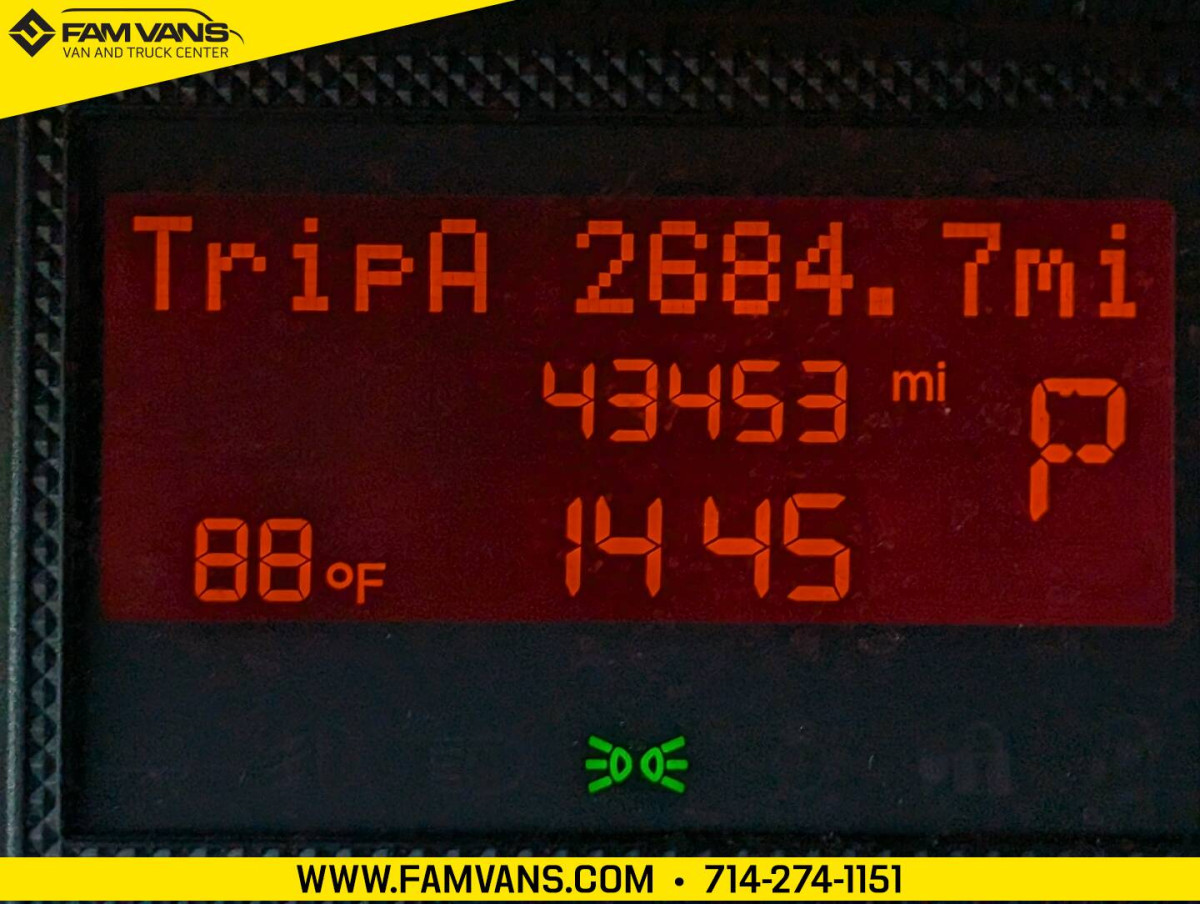 FAM VANS
VAN AND TRUCK CENTER
TripA 2684.7mi
43453 mi
P
88°F 14 45
WWW.FAMVANS.COM • 714-274-1151